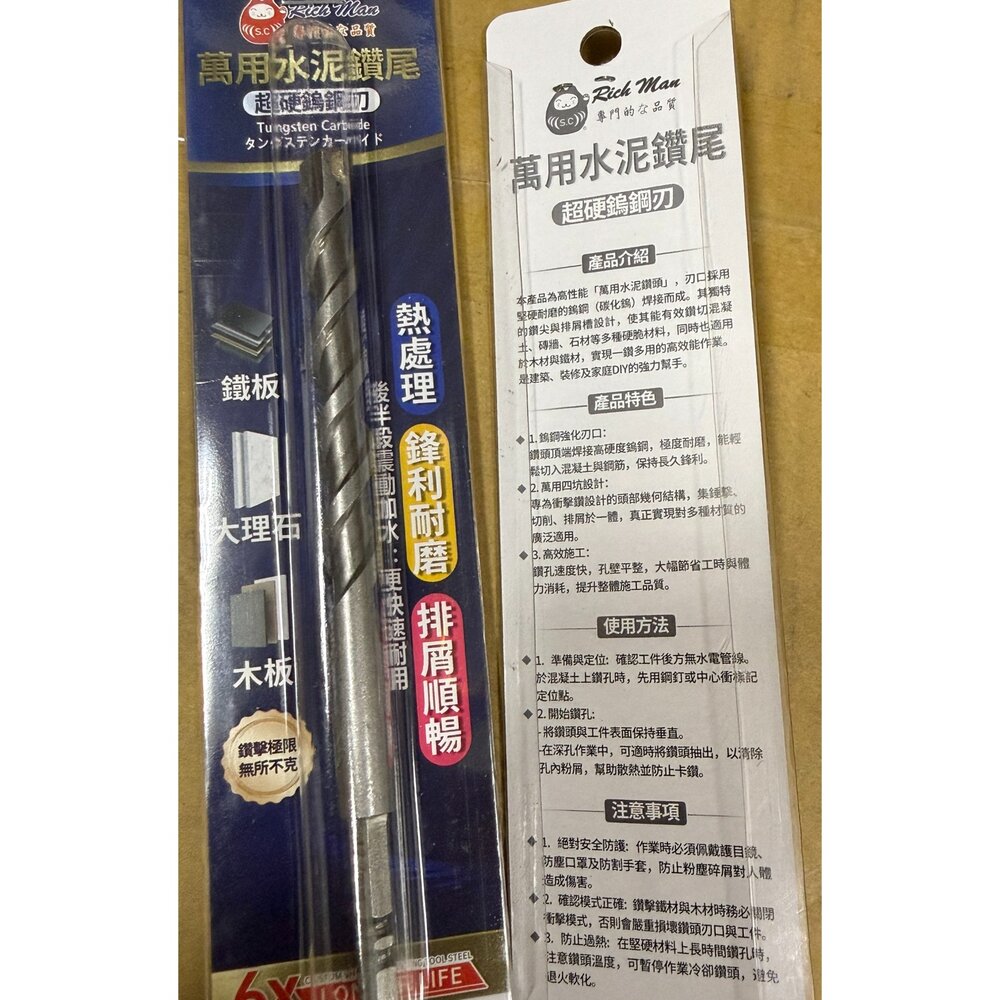 Rich Man
S.C
萬用水泥鑽尾
超硬鎢鋼刃
Tungsten Carbide
鐵板
大理石
木板
鑽擊極限
無所不克
熱處理
鋒利耐磨
排屑順暢
後半段震動加水：更快速耐用
6X
LIFE
Rich Man
S.C
專門的な品質
萬用水泥鑽尾
超硬鎢鋼刃
產品介紹
本產品為高性能「萬用水泥鑽頭」，刃口採用
堅硬耐磨的鎢鋼（碳化鎢）焊接而成。其獨特
的鑽尖與排屑槽設計，使其能有效鑽切混凝
土、磚牆、石材等多種硬脆材料，同時也適用
於木材與鐵材，實現一鑽多用的高效能作業。
是建築、裝修及家庭DIY的強力幫手。
產品特色
1. 鎢鋼強化刃口：
鑽頭頂端焊接高硬度鎢鋼，極度耐磨，能輕
鬆切入混凝土與鋼筋，保持長久鋒利。
2. 萬用四坑設計：
專為衝擊鑽設計的頭部幾何結構，集錘擊、
切削、排屑於一體，真正實現對多種材質的
廣泛適用。
3. 高效施工：
鑽孔速度快，孔壁平整，大幅節省工時與體
力消耗，提升整體施工品質。
使用方法
1. 準備與定位: 確認工件後方無水電管線。
於混凝土上鑽孔時，先用鋼釘或中心衝標記
定位點。
2. 開始鑽孔:
- 將鑽頭與工件表面保持垂直。
-在深孔作業中，可適時將鑽頭抽出，以清除
孔內粉屑，幫助散熱並防止卡鑽。
注意事項
1. 絕對安全防護: 作業時必須佩戴護目鏡、
防塵口罩及防割手套，防止粉塵碎屑對人體
造成傷害。
2. 確認模式正確: 鑽擊鐵材與木材時務必關閉
衝擊模式，否則會嚴重損壞鑽頭刃口與工件。
3. 防止過熱: 在堅硬材料上長時間鑽孔時，
注意鑽頭溫度，可暫停作業冷卻鑽頭，避免
退火軟化。